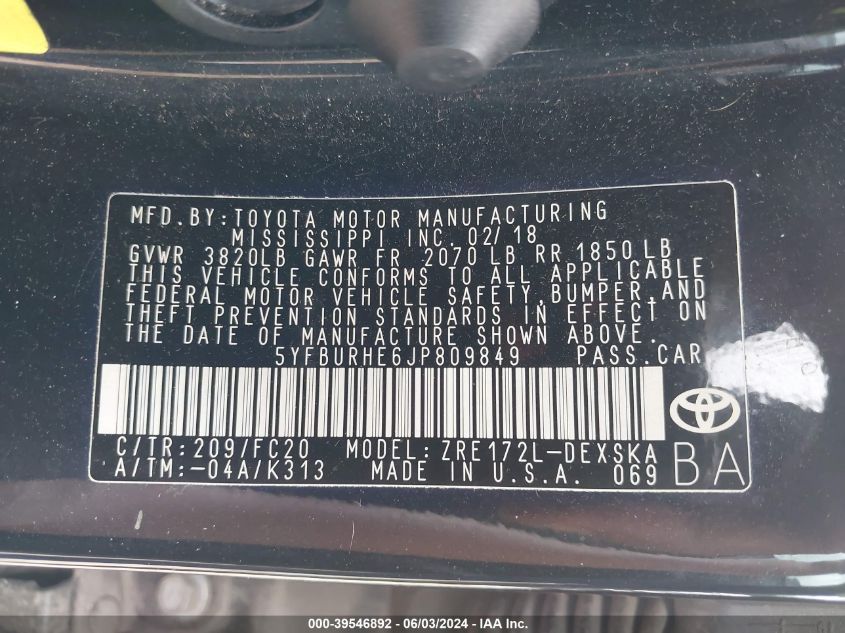 MFD.BY:TOYOTA MOTOR MANUFACTURING
MISSISSIPPI INC. 02/18
GVWR 3820LB GAWR FR 2070 LB RR 1850LB
THIS VEHICLE CONFORMS TO ALL APPLICABLE
FEDERAL MOTOR VEHICLE SAFETY,BUMPER,AND
THEFT PREVENTION STANDARDS IN EFFECT ON
THE DATE OF MANUFACTURE SHOWN ABOVE.
5YFBURHE6JP809849 PASS.CAR
C/TR:209/FC20 MODEL:ZRE172L-DEXSKA
A/TM:-04A/K313 MADE IN U.S.A. 069
BA
000-39546892 / 06/03/2024 - IAA Inc.